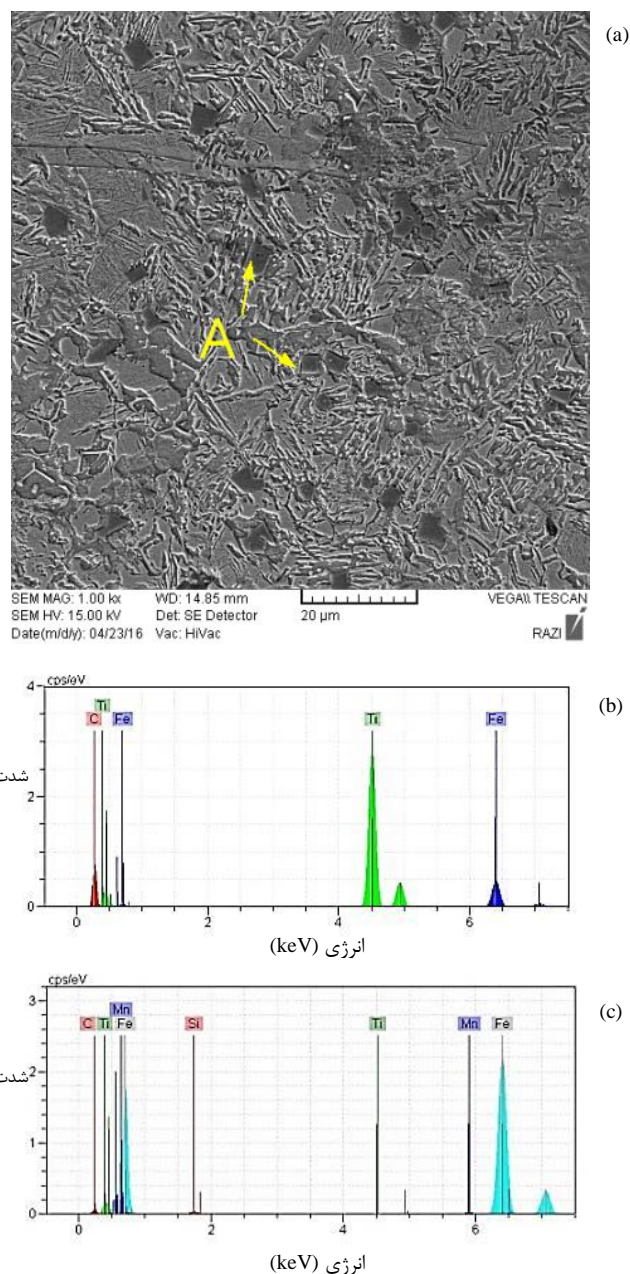 (a)
A
SEM MAG: 1.00 kx WD: 14.85 mm 20 µm VEGA\\ TESCAN
SEM HV: 15.00 kV Det: SE Detector
Date(m/d/y): 04/23/16 Vac: HiVac RAZI
(b)
cps/eV
Ti
C Fe Ti Fe
4
2
0
شدت
0 2 4 6
انرژی (keV)
(c)
cps/eV
Mn
C Ti Fe Si Ti Mn Fe
3
2
1
0
شدت
0 2 4 6
انرژی (keV)